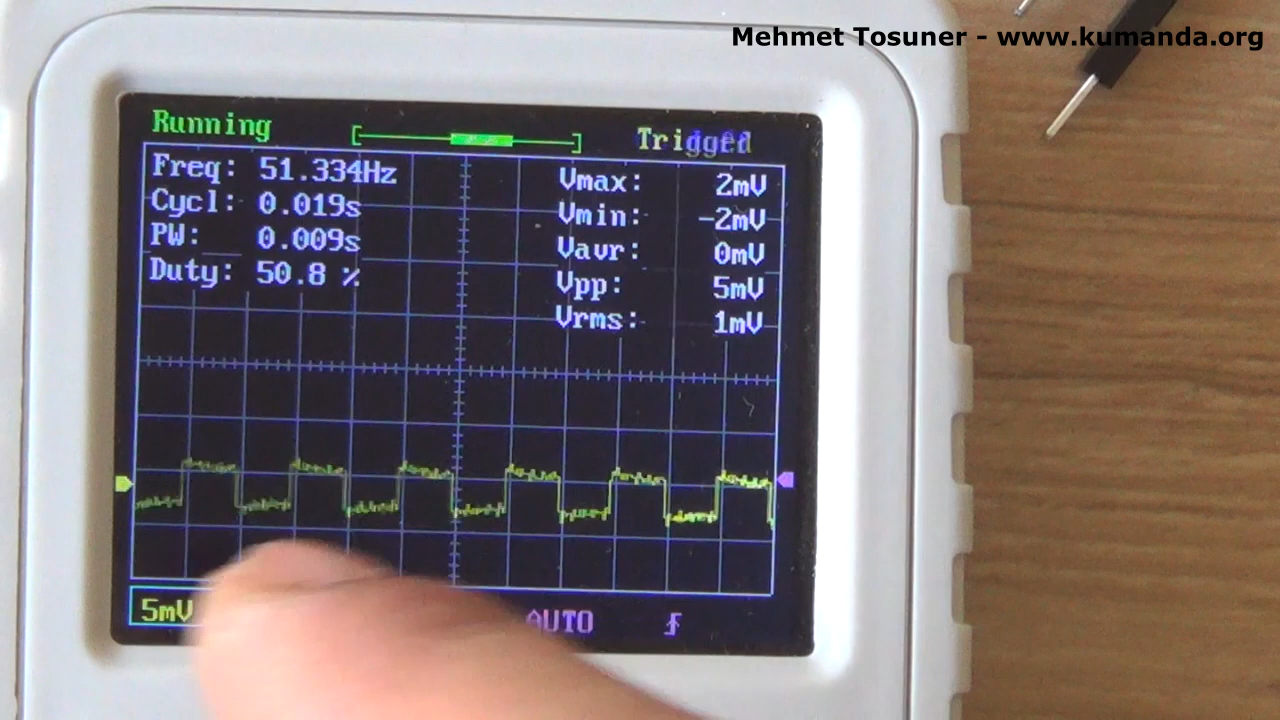 Mehmet Tosuner - www.kumanda.org
Running
Trigged
Freq: 51.334Hz
Cycl: 0.019s
PW: 0.009s
Duty: 50.8 %
Vmax: 2mV
Vmin: -2mV
Vavr: 0mV
Vpp: 5mV
Vrms: 1mV
5mV
AUTO